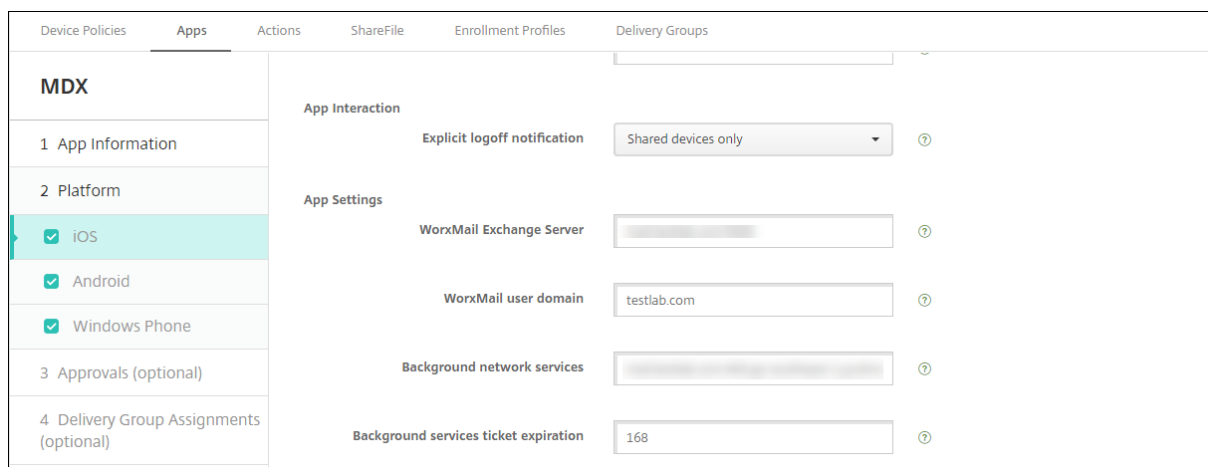 Device Policies Apps Actions ShareFile Enrollment Profiles Delivery Groups
MDX
1 App Information
2 Platform
iOS
Android
Windows Phone
3 Approvals (optional)
4 Delivery Group Assignments
(optional)
App Interaction
Explicit logoff notification Shared devices only
App Settings
WorxMail Exchange Server
WorxMail user domain testlab.com
Background network services
Background services ticket expiration 168